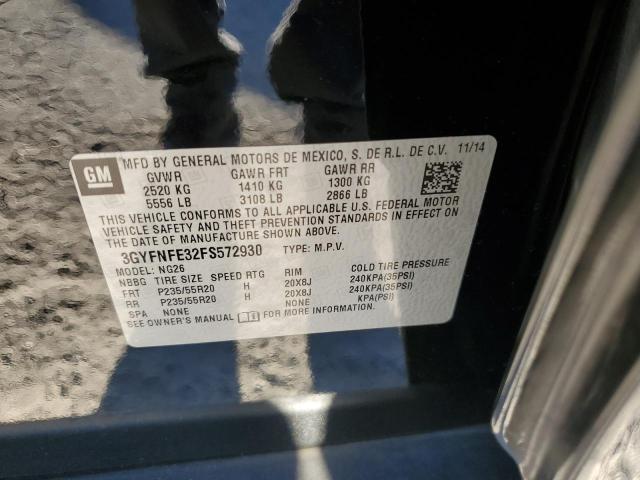 GM
MFD BY GENERAL MOTORS DE MEXICO, S. DE R.L. DE C.V. 11/14
GVWR GAWR FRT GAWR RR
2520 KG 1410 KG 1300 KG
5556 LB 3108 LB 2866 LB
THIS VEHICLE CONFORMS TO ALL APPLICABLE U.S. FEDERAL MOTOR
VEHICLE SAFETY AND THEFT PREVENTION STANDARDS IN EFFECT ON
THE DATE OF MANUFACTURE SHOWN ABOVE.
3GYFNFE32FS572930 TYPE: M.P.V.
MODEL: NG26
NBBG TIRE SIZE SPEED RTG RIM COLD TIRE PRESSURE
FRT P235/55R20 H 20X8J 240KPA(35PSI)
RR P235/55R20 H 20X8J 240KPA(35PSI)
SPA NONE NONE KPA(PSI)
SEE OWNER'S MANUAL FOR MORE INFORMATION.